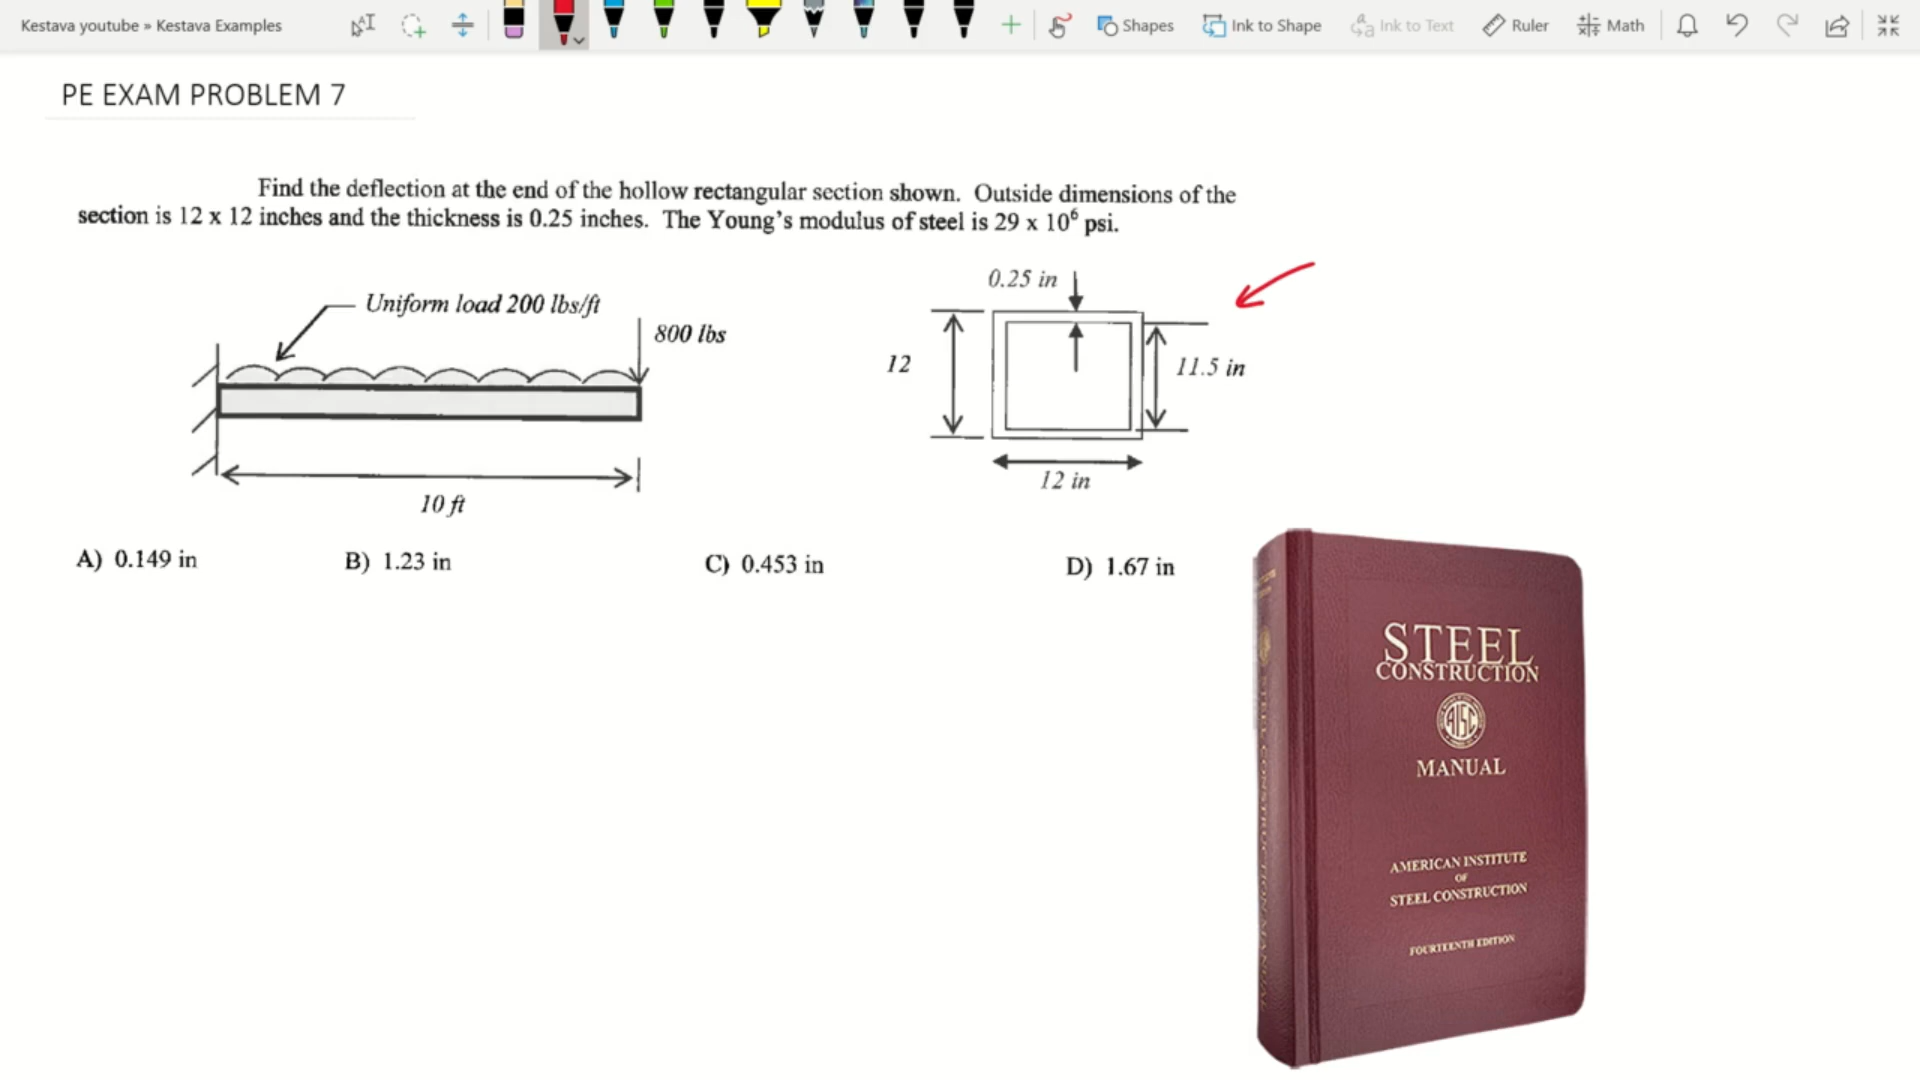 Kestava youtube » Kestava Examples
Shapes
Ink to Shape
Ink to Text
Ruler
Math
PE EXAM PROBLEM 7
Find the deflection at the end of the hollow rectangular section shown. Outside dimensions of the
section is 12 x 12 inches and the thickness is 0.25 inches. The Young's modulus of steel is 29 x 10⁶ psi.
0.25 in
Uniform load 200 lbs/ft
800 lbs
12
11.5 in
12 in
10 ft
A) 0.149 in
B) 1.23 in
C) 0.453 in
D) 1.67 in
STEEL
CONSTRUCTION
AISC
MANUAL
AMERICAN INSTITUTE
OF
STEEL CONSTRUCTION
FOURTEENTH EDITION
STEEL CONSTRUCTION MANUAL